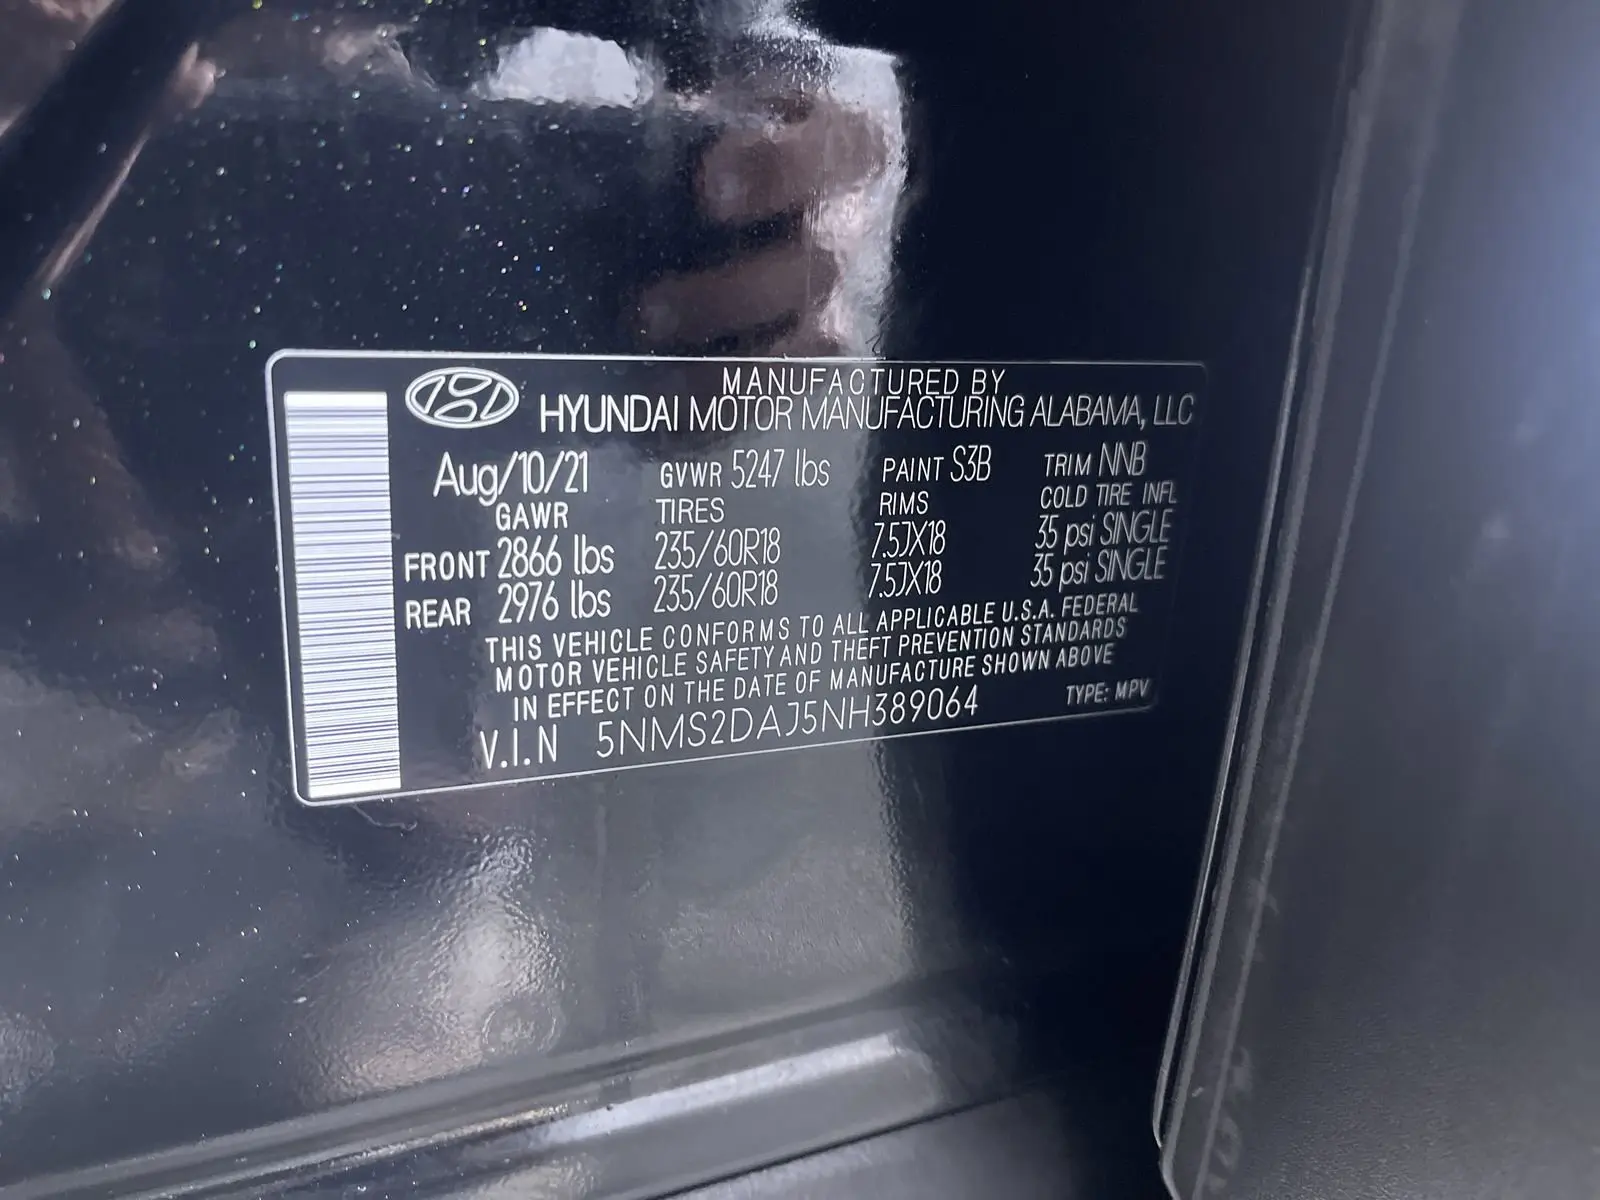 MANUFACTURED BY
HYUNDAI MOTOR MANUFACTURING ALABAMA, LLC
Aug/10/21 GVWR 5247 lbs PAINT S3B TRIM NNB
GAWR TIRES RIMS COLD TIRE INFL
FRONT 2866 lbs 235/60R18 7.5JX18 35 psi SINGLE
REAR 2976 lbs 235/60R18 7.5JX18 35 psi SINGLE
THIS VEHICLE CONFORMS TO ALL APPLICABLE U.S.A. FEDERAL
MOTOR VEHICLE SAFETY AND THEFT PREVENTION STANDARDS
IN EFFECT ON THE DATE OF MANUFACTURE SHOWN ABOVE
V.I.N 5NMS2DAJ5NH389064 TYPE: MPV